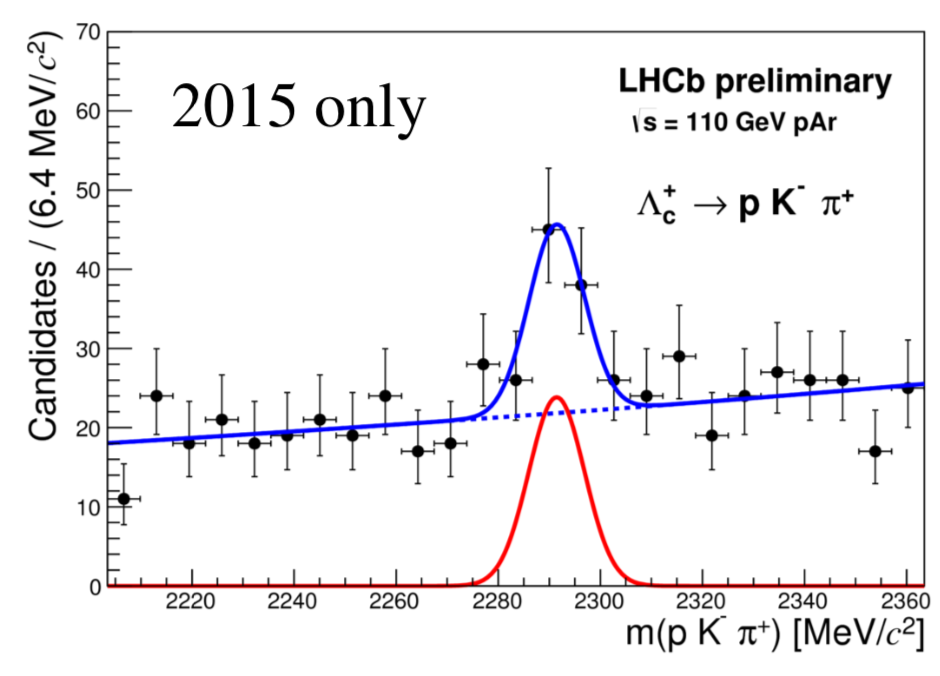 Candidates / (6.4 MeV/c²)
70
60
50
40
30
20
10
0
2015 only
LHCb preliminary
√s = 110 GeV pAr
Λc⁺ → p K⁻ π⁺
2220 2240 2260 2280 2300 2320 2340 2360
m(p K⁻ π⁺) [MeV/c²]